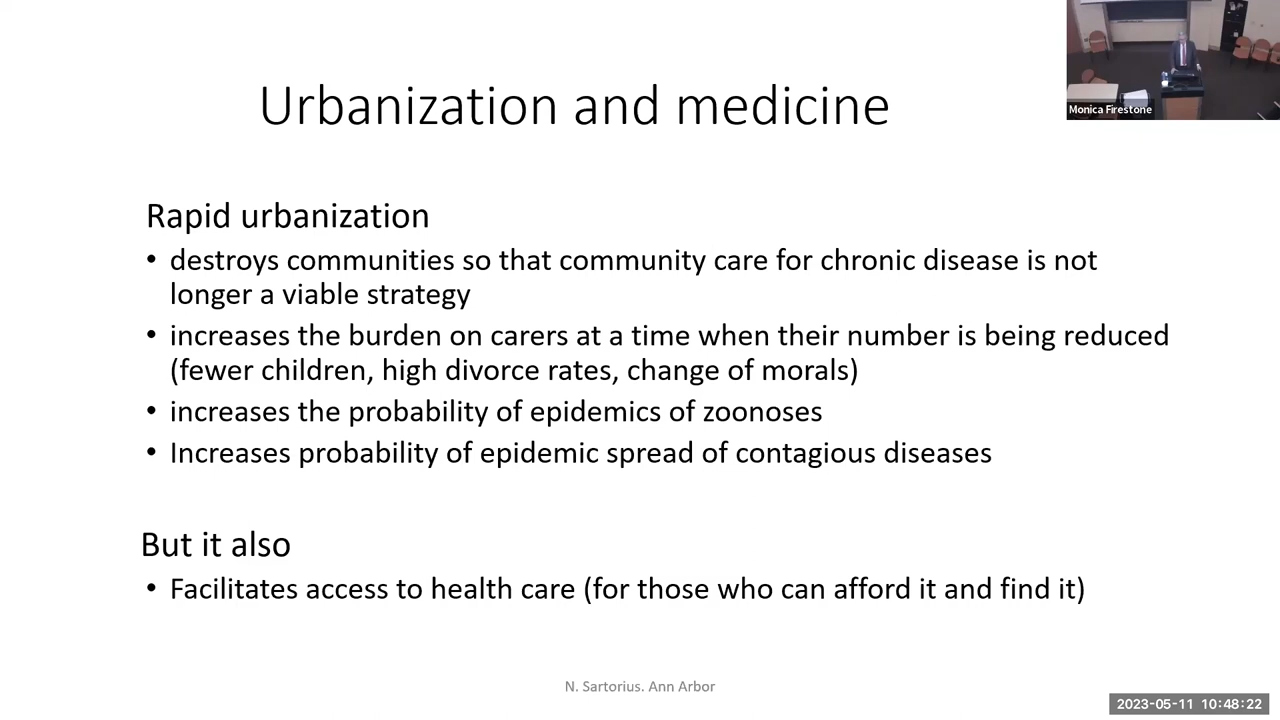 Urbanization and medicine
Monica Firestone
Rapid urbanization
• destroys communities so that community care for chronic disease is not
longer a viable strategy
• increases the burden on carers at a time when their number is being reduced
(fewer children, high divorce rates, change of morals)
• increases the probability of epidemics of zoonoses
• Increases probability of epidemic spread of contagious diseases
But it also
• Facilitates access to health care (for those who can afford it and find it)
N. Sartorius. Ann Arbor
2023-05-11 10:48:22